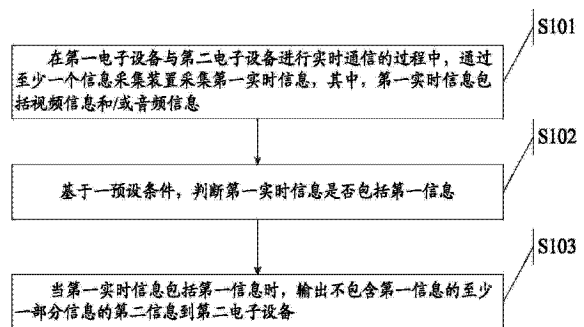 S101
在第一电子设备与第二电子设备进行实时通信的过程中，通过
至少一个信息采集装置采集第一实时信息，其中，第一实时信息包
括视频信息和/或音频信息
S102
基于一预设条件，判断第一实时信息是否包括第一信息
S103
当第一实时信息包括第一信息时，输出不包含第一信息的至少
一部分信息的第二信息到第二电子设备